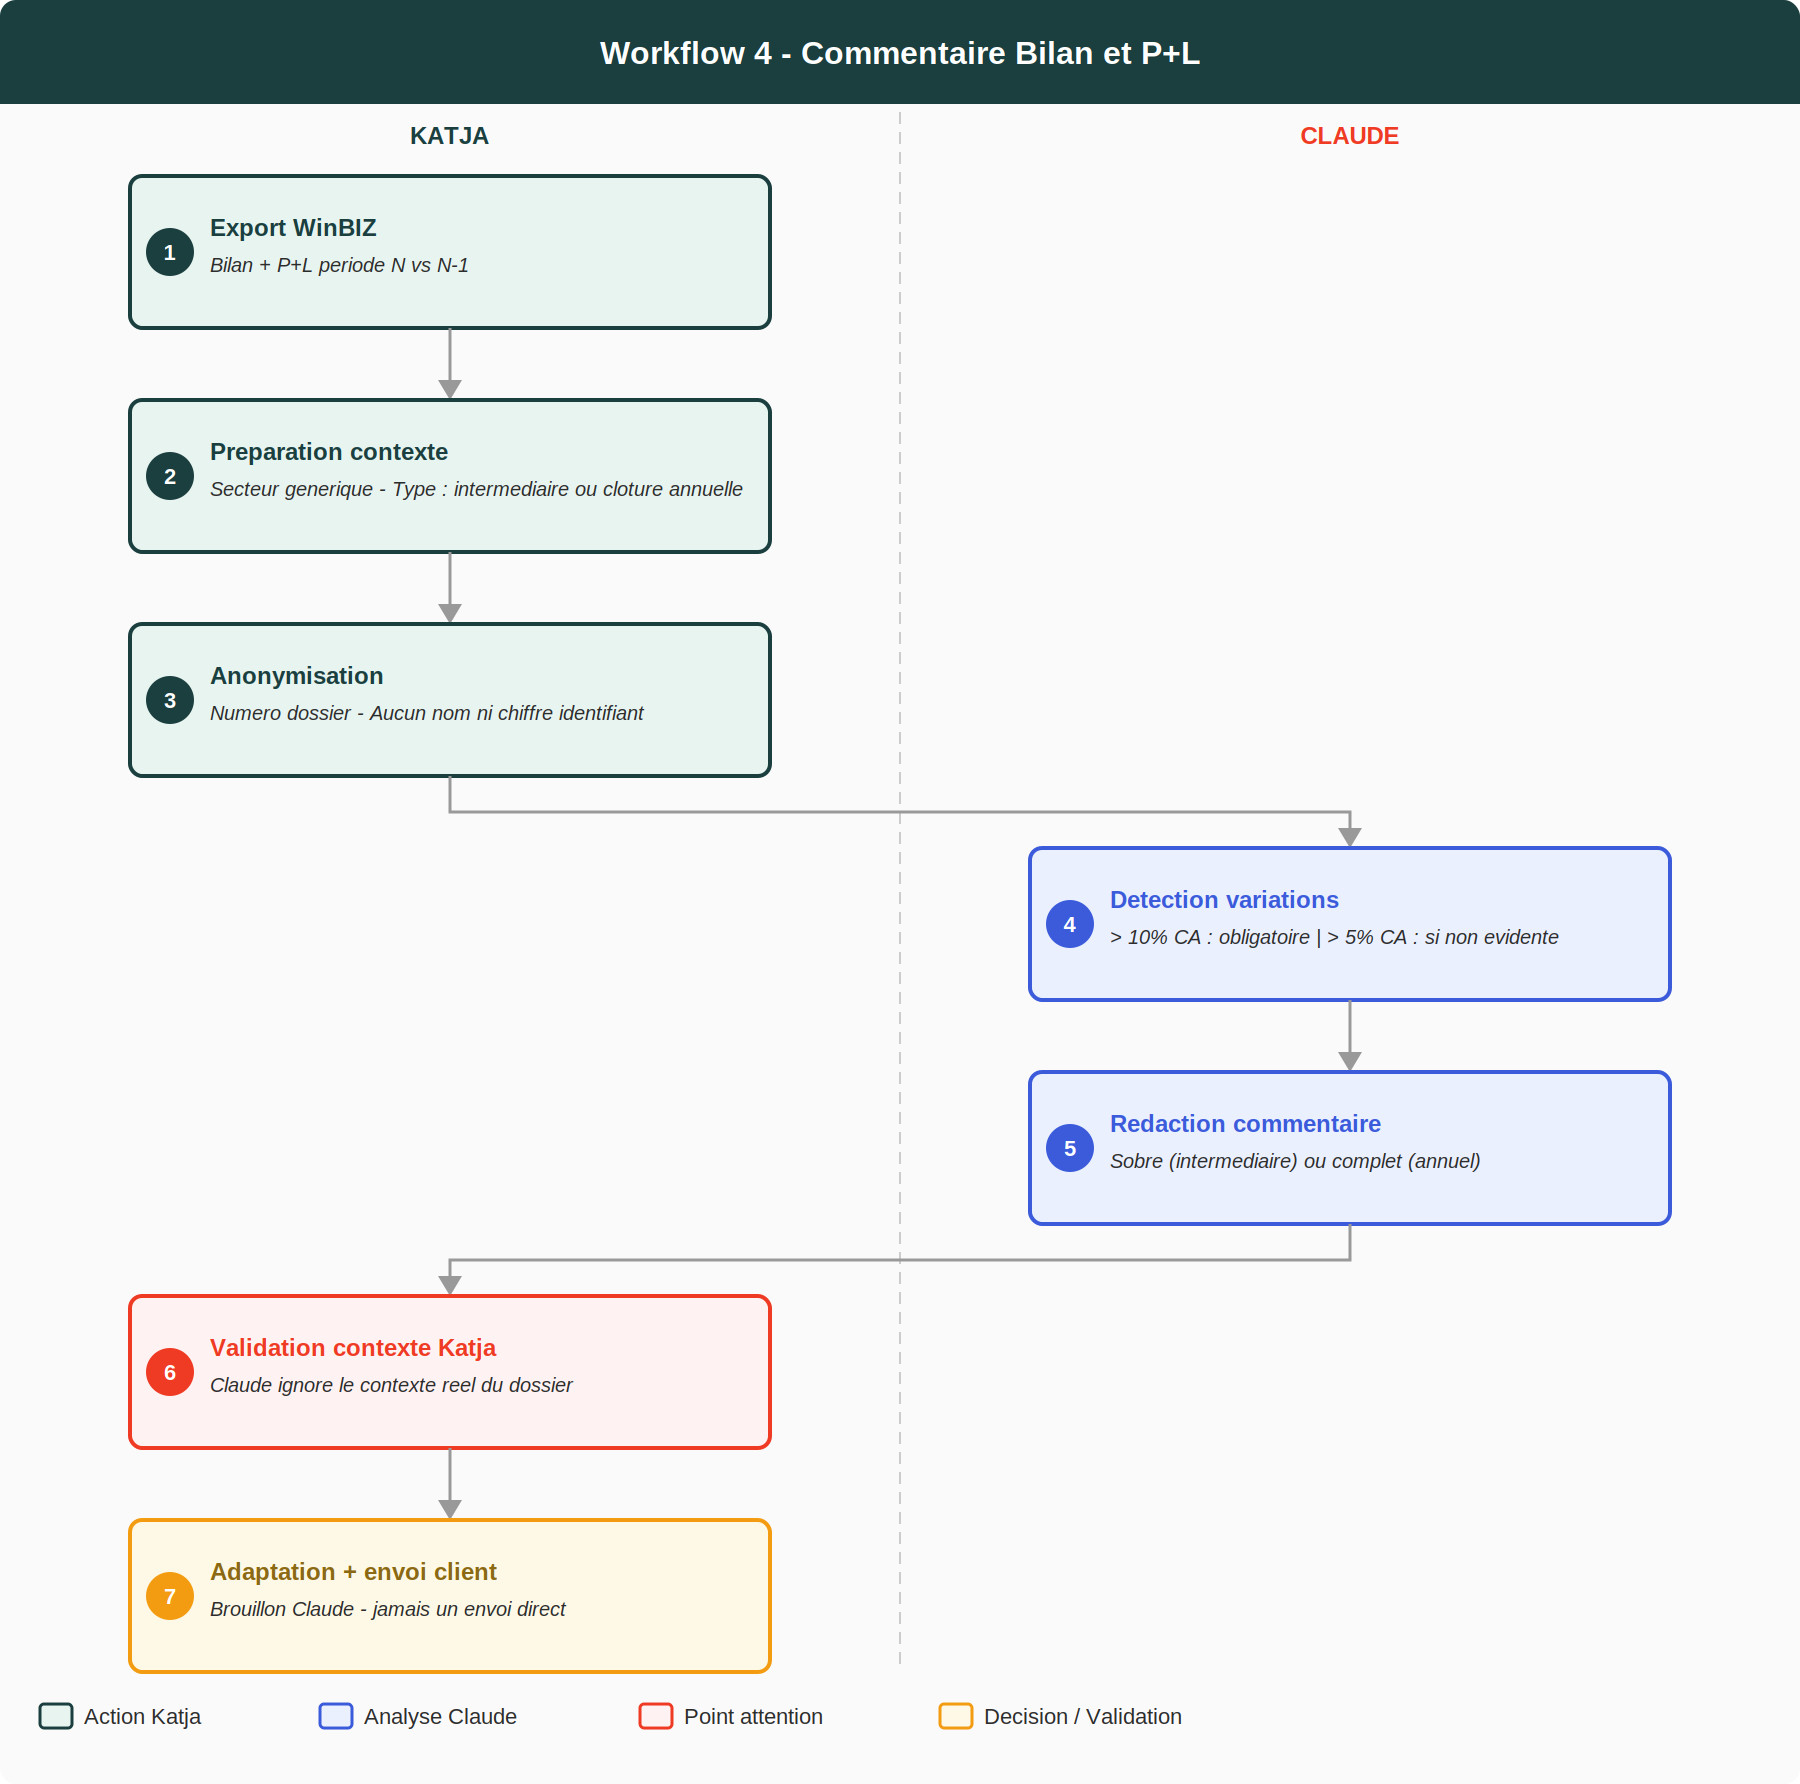 Workflow 4 - Commentaire Bilan et P+L
KATJA
CLAUDE
1
Export WinBIZ
Bilan + P+L periode N vs N-1
2
Preparation contexte
Secteur generique - Type : intermediaire ou cloture annuelle
3
Anonymisation
Numero dossier - Aucun nom ni chiffre identifiant
4
Detection variations
> 10% CA : obligatoire | > 5% CA : si non evidente
5
Redaction commentaire
Sobre (intermediaire) ou complet (annuel)
6
Validation contexte Katja
Claude ignore le contexte reel du dossier
7
Adaptation + envoi client
Brouillon Claude - jamais un envoi direct
Action Katja
Analyse Claude
Point attention
Decision / Validation